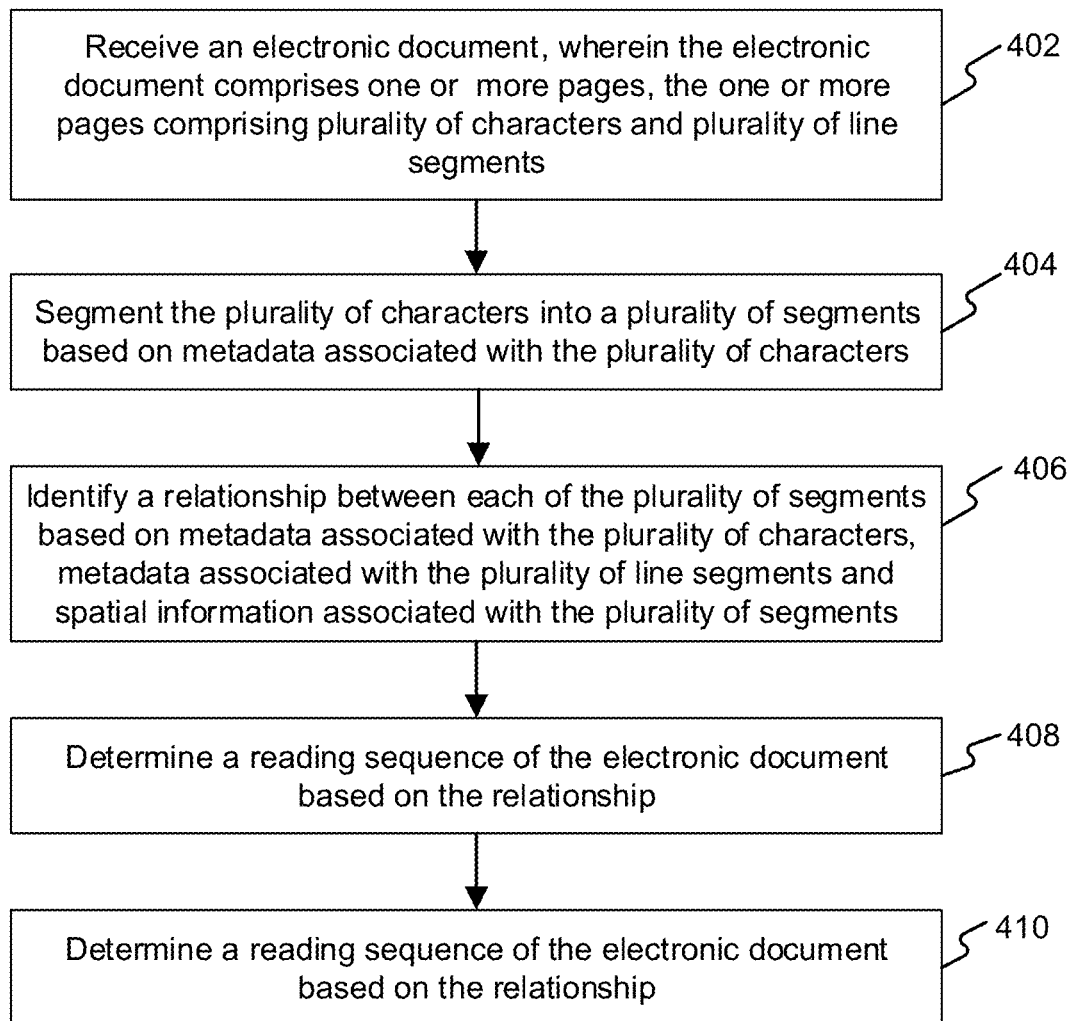 Receive an electronic document, wherein the electronic
document comprises one or more pages, the one or more
pages comprising plurality of characters and plurality of line
segments
402
Segment the plurality of characters into a plurality of segments
based on metadata associated with the plurality of characters
404
Identify a relationship between each of the plurality of segments
based on metadata associated with the plurality of characters,
metadata associated with the plurality of line segments and
spatial information associated with the plurality of segments
406
Determine a reading sequence of the electronic document
based on the relationship
408
Determine a reading sequence of the electronic document
based on the relationship
410